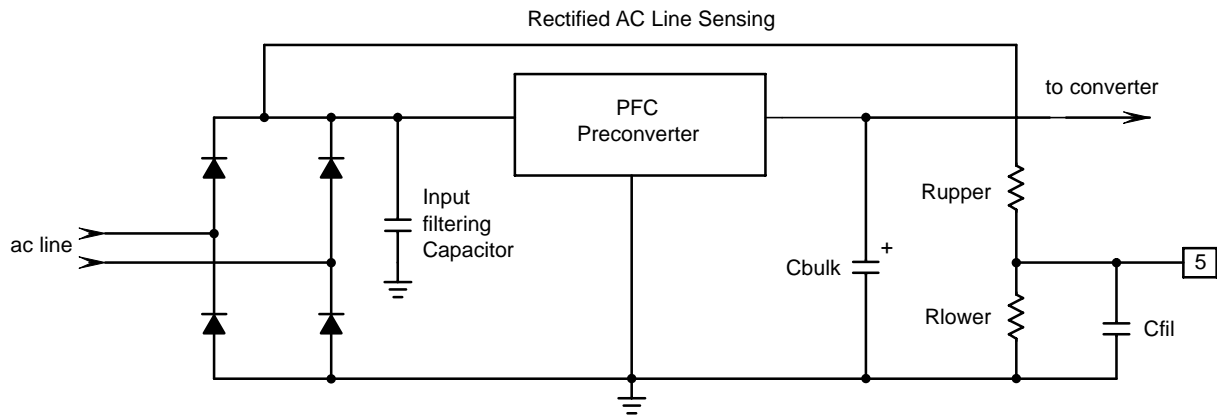 Rectified AC Line Sensing
to converter
PFC
Preconverter
Rupper
Input
filtering
Capacitor
ac line
+
Cbulk
5
Rlower
Cfil